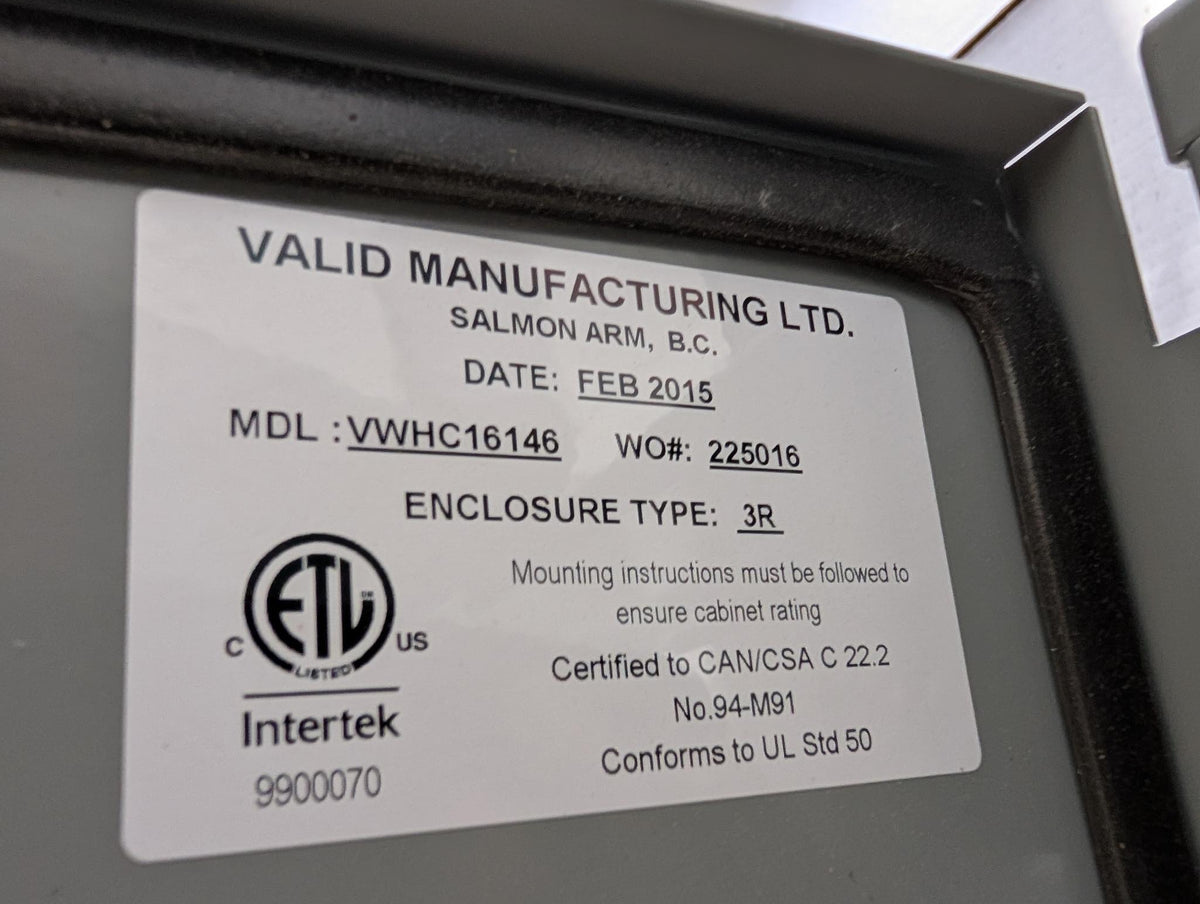 VALID MANUFACTURING LTD.
SALMON ARM, B.C.
DATE: FEB 2015
MDL :VWHC16146 WO#: 225016
ENCLOSURE TYPE: 3R
Mounting instructions must be followed to
ensure cabinet rating
Certified to CAN/CSA C 22.2
No.94-M91
Conforms to UL Std 50
ETL CM
C US
LISTED
Intertek
9900070